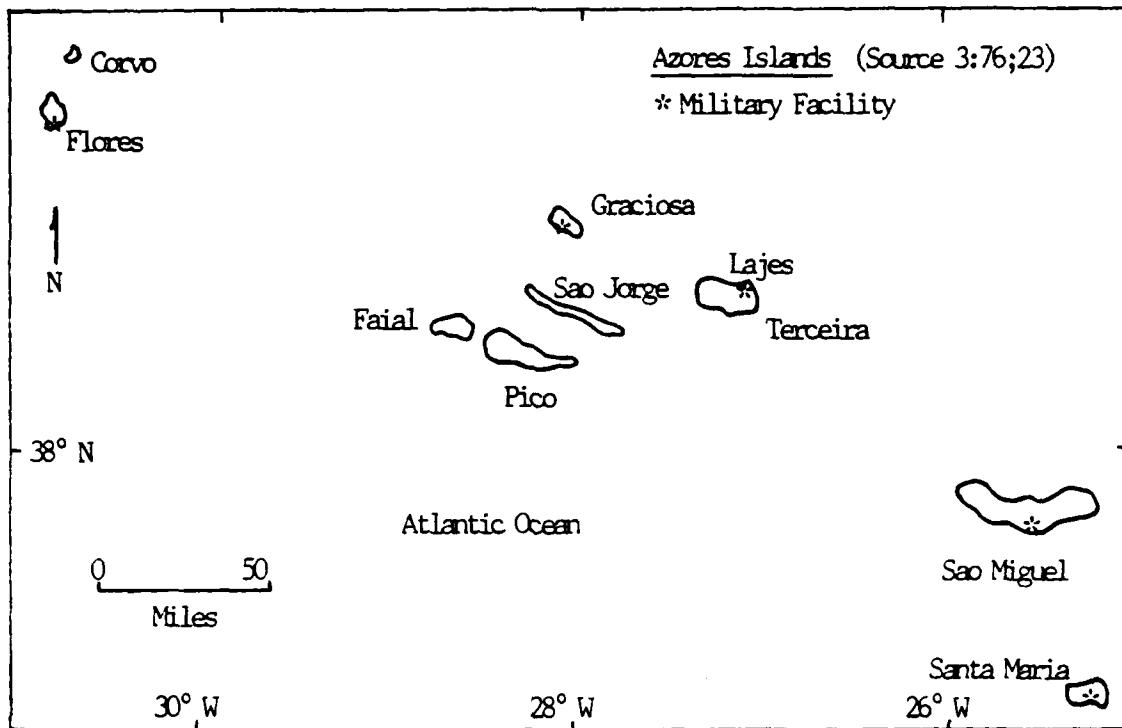 Azores Islands (Source 3:76;23)
* Military Facility
Corvo
Flores
N
Graciosa
Lajes
Sao Jorge
Faial
Terceira
Pico
38° N
Atlantic Ocean
0 50
Miles
Sao Miguel
Santa Maria
30° W 28° W 26° W